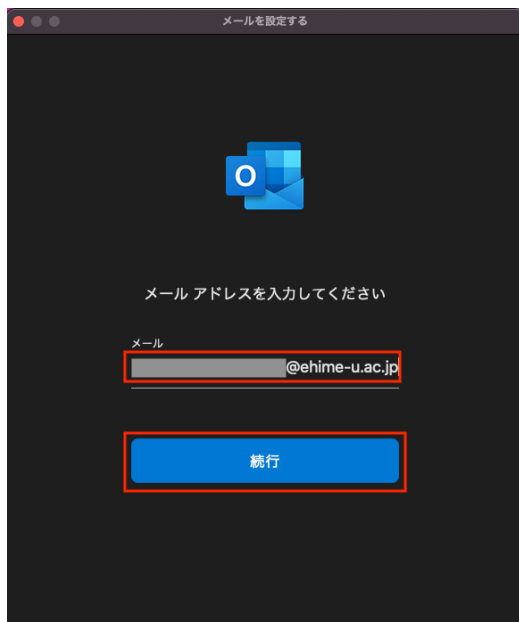 メールを設定する
O
メール アドレスを入力してください
メール
@ehime-u.ac.jp
続行